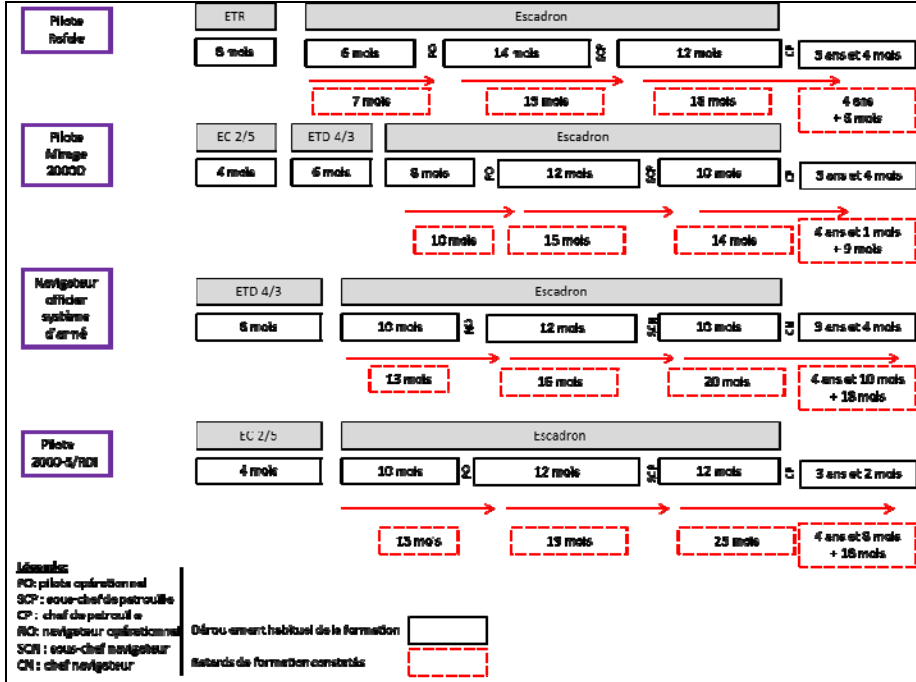 Pilote
Rafale
ETR
Escadron
8 mois
6 mois
PO
14 mois
SCP
12 mois
CP
3 ans et 4 mois
7 mois
15 mois
18 mois
4 ans
+ 8 mois
Pilote
Mirage
2000D
EC 2/5
ETD 4/3
Escadron
4 mois
6 mois
8 mois
PO
12 mois
SCP
10 mois
CP
3 ans et 4 mois
10 mois
15 mois
14 mois
4 ans et 1 mois
+ 9 mois
Navigateur
officier
système
d'armé
ETD 4/3
Escadron
8 mois
10 mois
NO
12 mois
SCN
10 mois
CN
3 ans et 4 mois
13 mois
16 mois
20 mois
4 ans et 10 mois
+ 18 mois
Pilote
2000-5/RDI
EC 2/5
Escadron
4 mois
10 mois
PO
12 mois
SCP
12 mois
CP
3 ans et 2 mois
13 mois
19 mois
23 mois
4 ans et 8 mois
+ 18 mois
Légende:
PO: pilote opérationnel
SCP : sous-chef de patrouille
CP : chef de patrouille
NO: navigateur opérationnel
SCN : sous-chef navigateur
CN : chef navigateur
Déroulement habituel de la formation
Retards de formation constatés